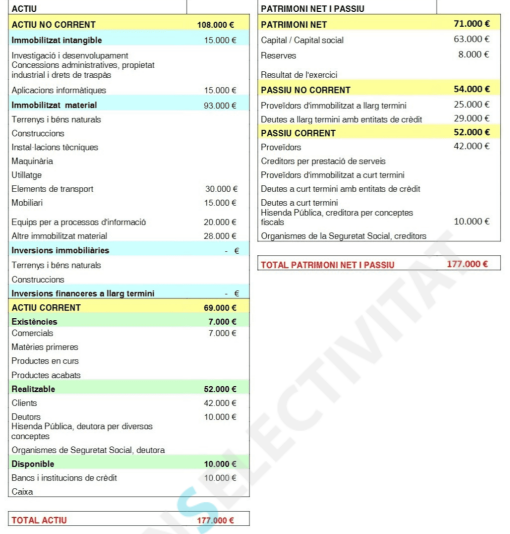 ACTIU
ACTIU NO CORRENT 108.000 €
Immobilitzat intangible 15.000 €
Investigació i desenvolupament
Concessions administratives, propietat
industrial i drets de traspàs
Aplicacions informàtiques 15.000 €
Immobilitzat material 93.000 €
Terrenys i béns naturals
Construccions
Instal·lacions tècniques
Maquinària
Utillatge
Elements de transport 30.000 €
Mobiliari 15.000 €
Equips per a processos d'informació 20.000 €
Altre immobilitzat material 28.000 €
Inversions immobiliàries - €
Terrenys i béns naturals
Construccions
Inversions financeres a llarg termini - €
ACTIU CORRENT 69.000 €
Existències 7.000 €
Comercials 7.000 €
Matèries primeres
Productes en curs
Productes acabats
Realitzable 52.000 €
Clients 42.000 €
Deutors 10.000 €
Hisenda Pública, deutora per diversos
conceptes
Organismes de Seguretat Social, deutora
Disponible 10.000 €
Bancs i institucions de crèdit 10.000 €
Caixa
TOTAL ACTIU 177.000 €
PATRIMONI NET I PASSIU
PATRIMONI NET 71.000 €
Capital / Capital social 63.000 €
Reserves 8.000 €
Resultat de l'exercici
PASSIU NO CORRENT 54.000 €
Proveïdors d'immobilitzat a llarg termini 25.000 €
Deutes a llarg termini amb entitats de crèdit 29.000 €
PASSIU CORRENT 52.000 €
Proveïdors 42.000 €
Creditors per prestació de serveis
Proveïdors d'immobilitzat a curt termini
Deutes a curt termini amb entitats de crèdit
Deutes a curt termini
Hisenda Pública, creditora per conceptes
fiscals 10.000 €
Organismes de la Seguretat Social, creditors
TOTAL PATRIMONI NET I PASSIU 177.000 €
NSELECTIVITAT